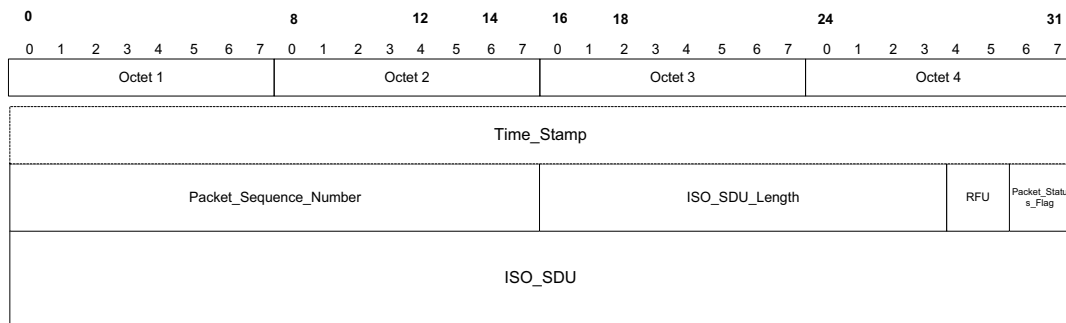 0 8 12 14 16 18 24 31
0 1 2 3 4 5 6 7 0 1 2 3 4 5 6 7 0 1 2 3 4 5 6 7 0 1 2 3 4 5 6 7
Octet 1 Octet 2 Octet 3 Octet 4
Time_Stamp
Packet_Sequence_Number ISO_SDU_Length RFU Packet_Statu
s_Flag
ISO_SDU